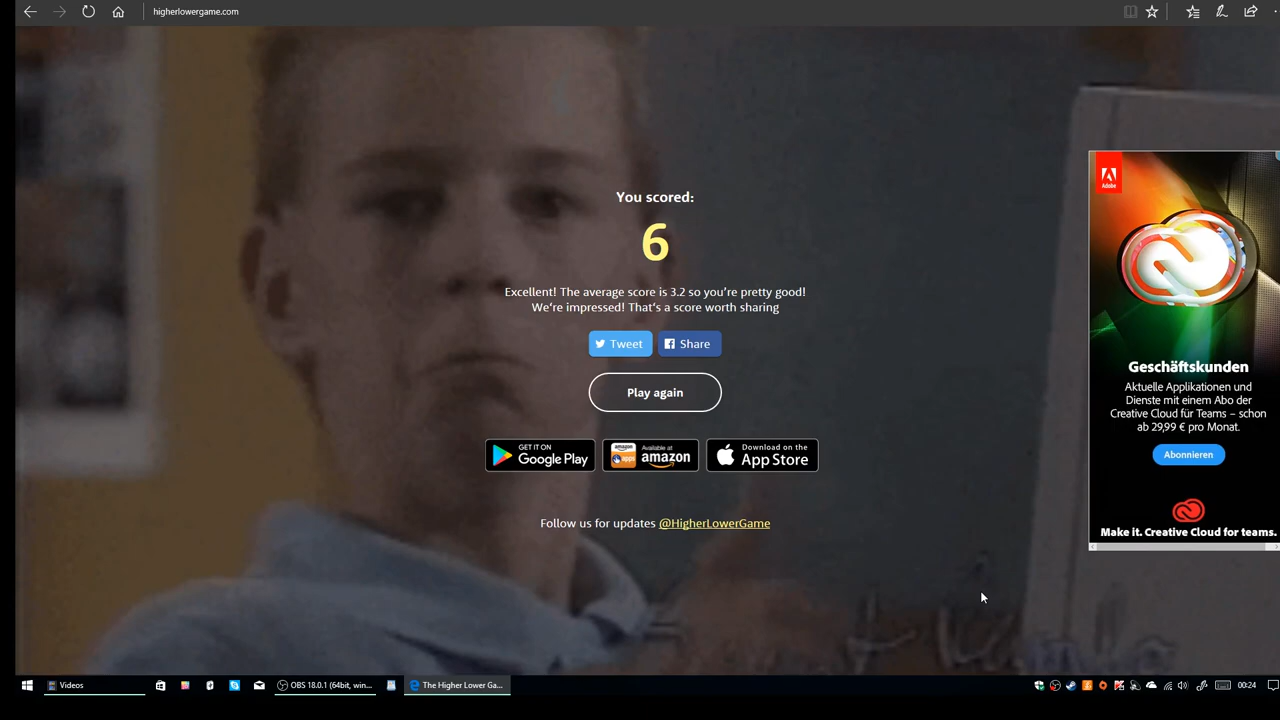 higherlowergame.com
You scored:
6
Excellent! The average score is 3.2 so you're pretty good!
We're impressed! That's a score worth sharing
Tweet
Share
Play again
GET IT ON
Google Play
amazon
apps
Available at
amazon
Download on the
App Store
Follow us for updates @HigherLowerGame
Adobe
Geschäftskunden
Aktuelle Applikationen und
Dienste mit einem Abo der
Creative Cloud für Teams – schon
ab 29,99 € pro Monat.
Abonnieren
Make it. Creative Cloud for teams.
Videos
OBS 18.0.1 (64bit, win...
The Higher Lower Ga...
00:24